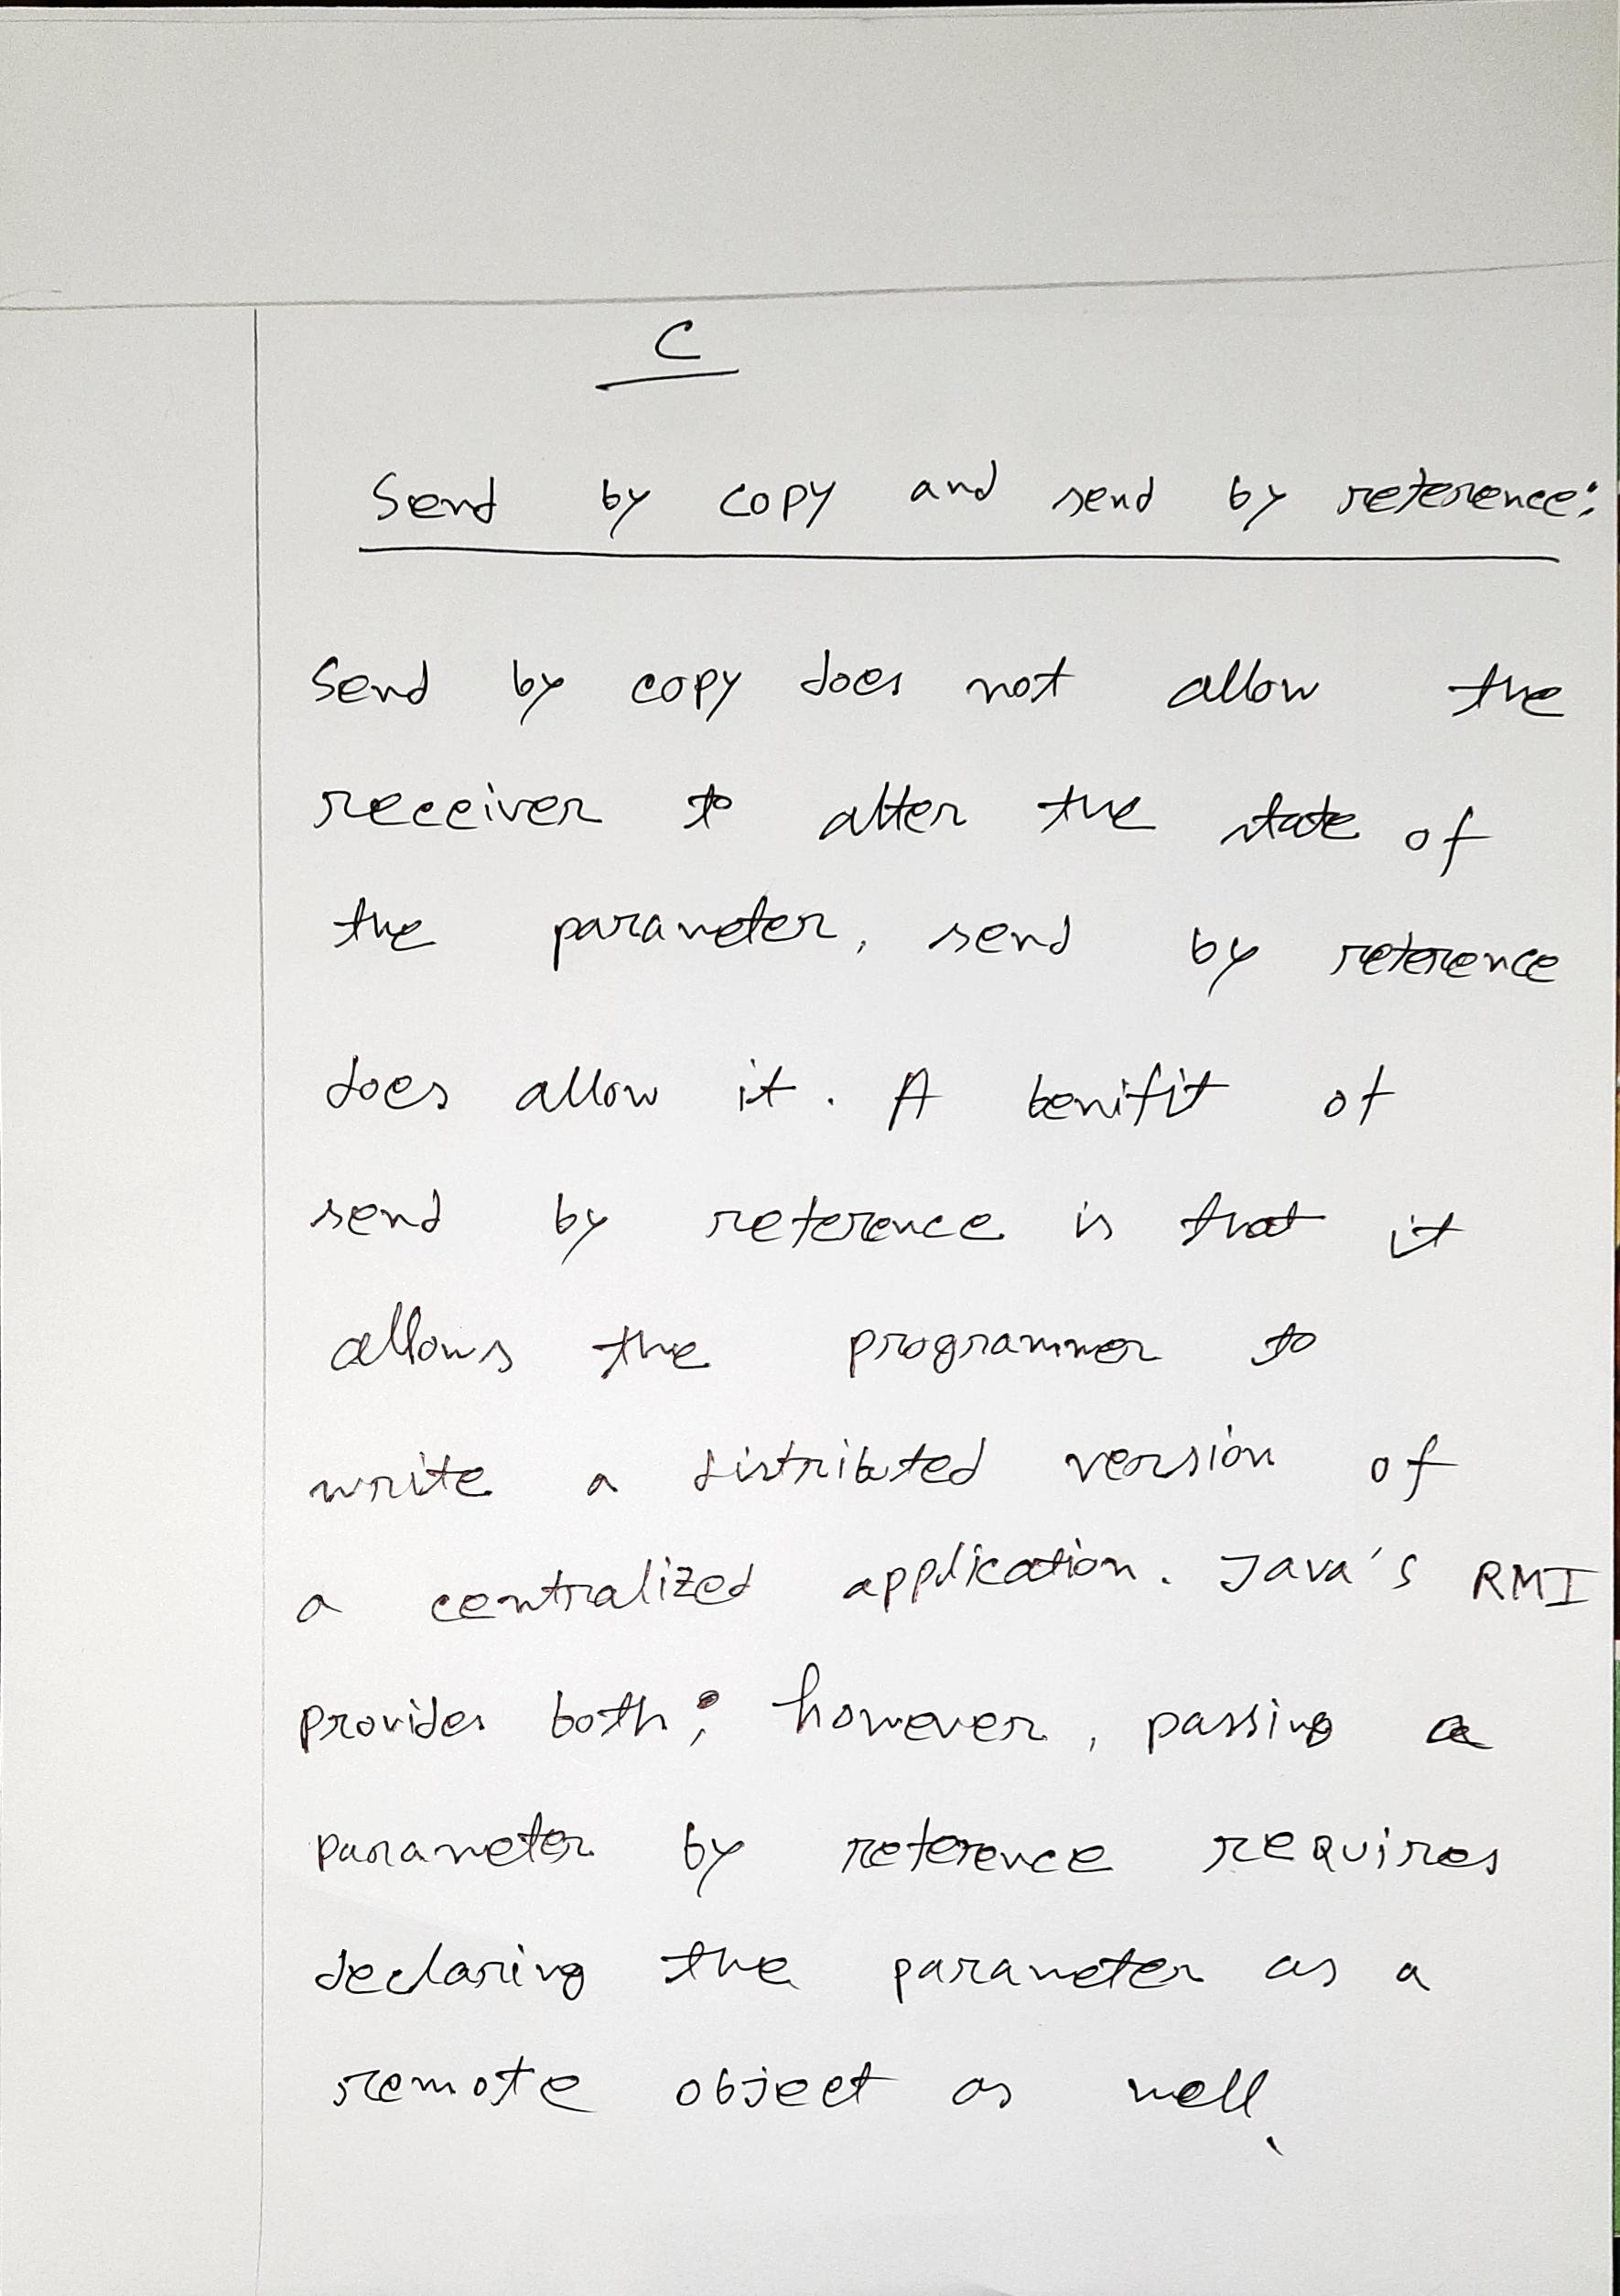 C
Send by copy and send by reference:
Send by copy does not allow the
receiver to alter the state of
the parameter, send by reference
does allow it. A benifit of
send by reference is that it
allows the programmer to
write a distributed version of
a centralized application. Java's RMI
provides both; however, passing a
parameter by reference requires
declaring the parameter as a
remote object as well.